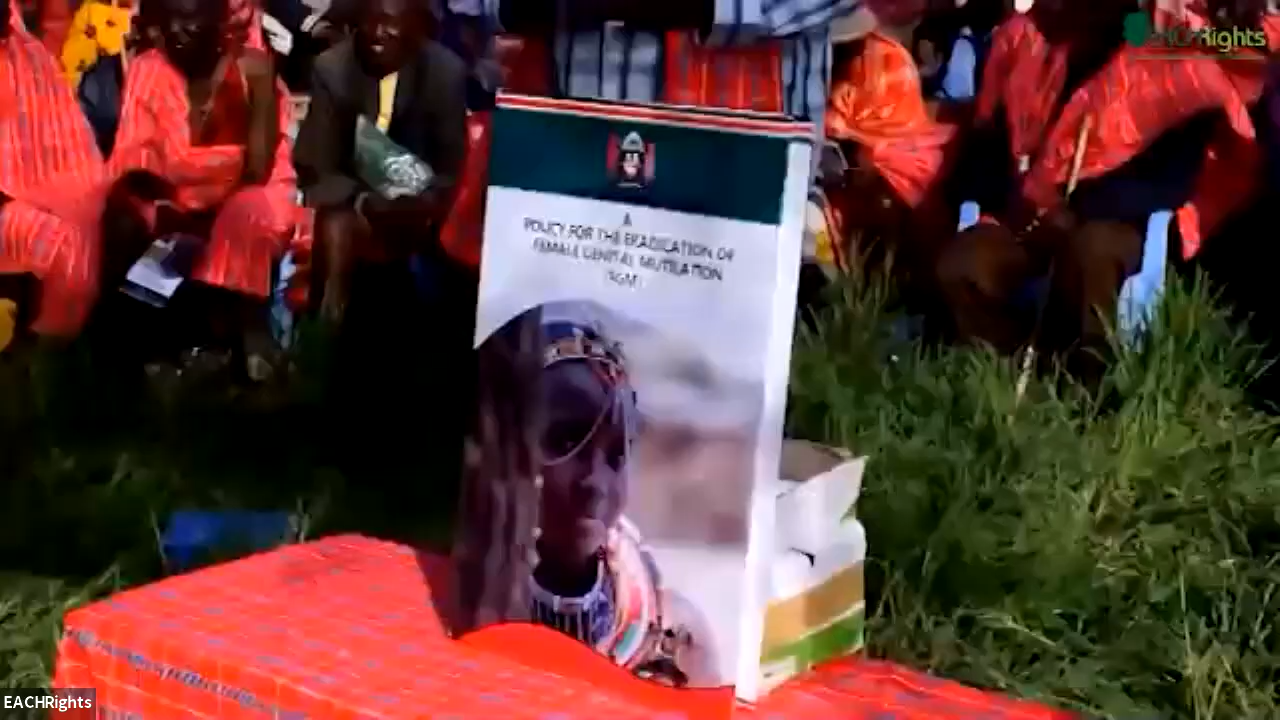 EACHRights
A
POLICY FOR THE ERADICATION OF
FEMALE GENITAL MUTILATION
(FGM)
EACHRights